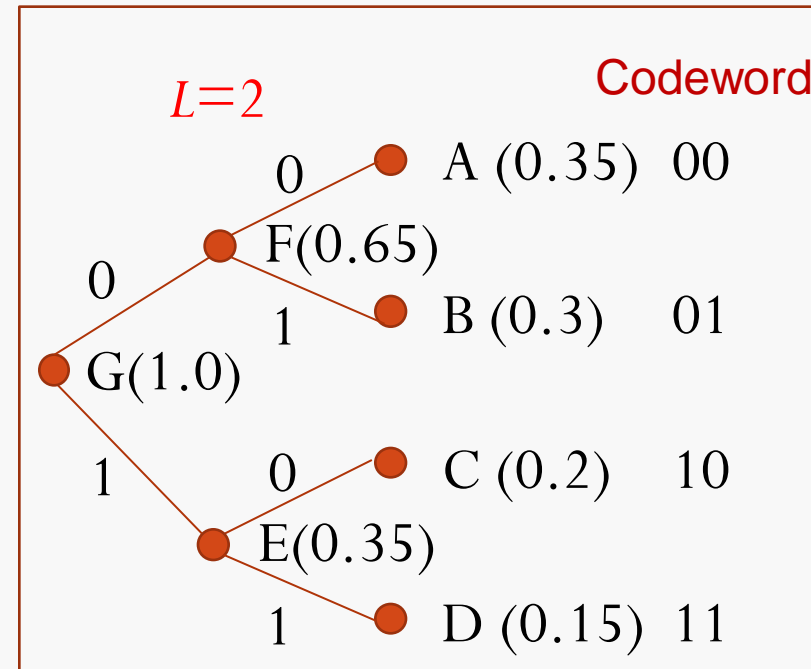 Codeword
L=2
0
A (0.35) 00
F(0.65)
0
1
B (0.3) 01
G(1.0)
1
0
C (0.2) 10
E(0.35)
1
D (0.15) 11